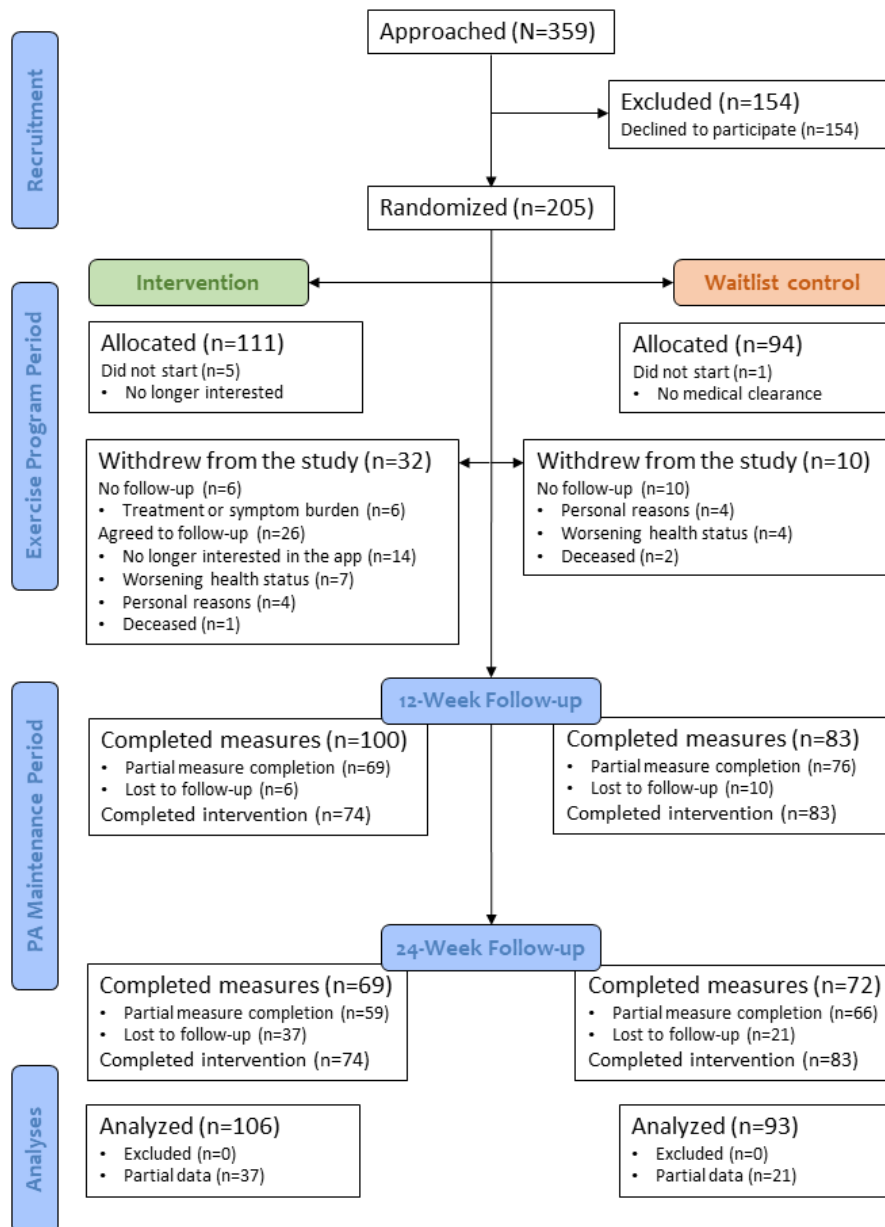 Recruitment
Approached (N=359)
Excluded (n=154)
Declined to participate (n=154)
Randomized (n=205)
Exercise Program Period
Intervention
Waitlist control
Allocated (n=111)
Did not start (n=5)
• No longer interested
Allocated (n=94)
Did not start (n=1)
• No medical clearance
Withdrew from the study (n=32)
No follow-up (n=6)
• Treatment or symptom burden (n=6)
Agreed to follow-up (n=26)
• No longer interested in the app (n=14)
• Worsening health status (n=7)
• Personal reasons (n=4)
• Deceased (n=1)
Withdrew from the study (n=10)
No follow-up (n=10)
• Personal reasons (n=4)
• Worsening health status (n=4)
• Deceased (n=2)
PA Maintenance Period
12-Week Follow-up
Completed measures (n=100)
• Partial measure completion (n=69)
• Lost to follow-up (n=6)
Completed intervention (n=74)
Completed measures (n=83)
• Partial measure completion (n=76)
• Lost to follow-up (n=10)
Completed intervention (n=83)
24-Week Follow-up
Completed measures (n=69)
• Partial measure completion (n=59)
• Lost to follow-up (n=37)
Completed intervention (n=74)
Completed measures (n=72)
• Partial measure completion (n=66)
• Lost to follow-up (n=21)
Completed intervention (n=83)
Analyses
Analyzed (n=106)
• Excluded (n=0)
• Partial data (n=37)
Analyzed (n=93)
• Excluded (n=0)
• Partial data (n=21)